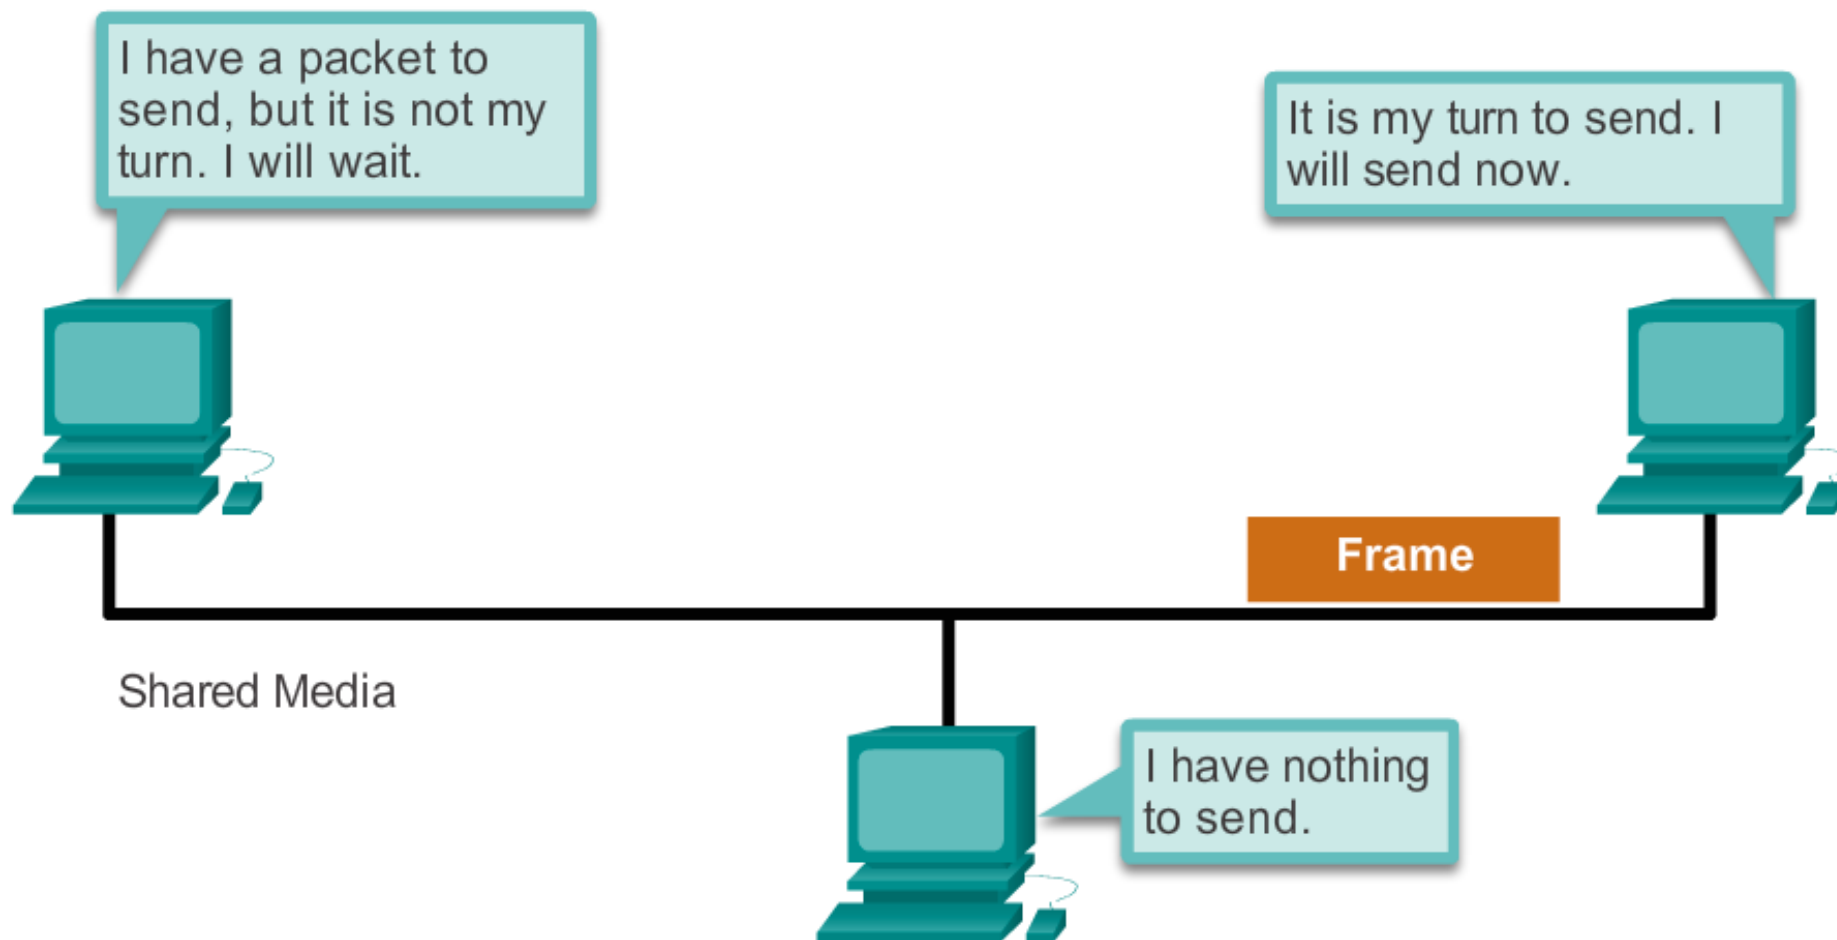 I have a packet to
send, but it is not my
turn. I will wait.
It is my turn to send. I
will send now.
Frame
Shared Media
I have nothing
to send.